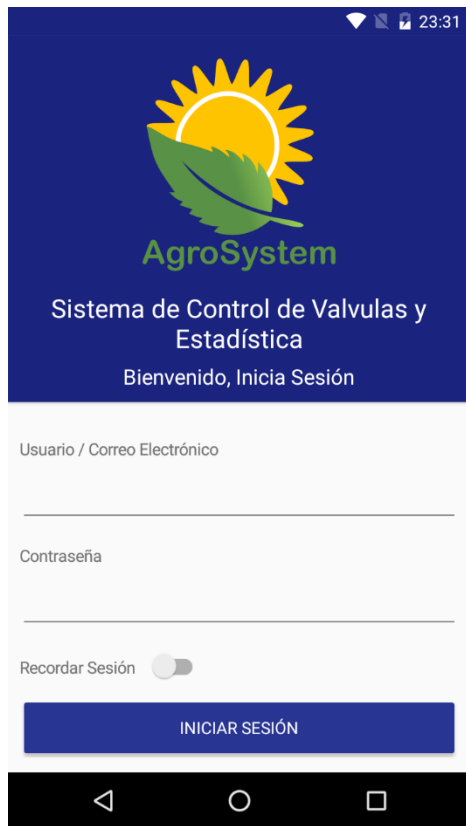 23:31
AgroSystem
Sistema de Control de Valvulas y
Estadística
Bienvenido, Inicia Sesión
Usuario / Correo Electrónico
Contraseña
Recordar Sesión
INICIAR SESIÓN